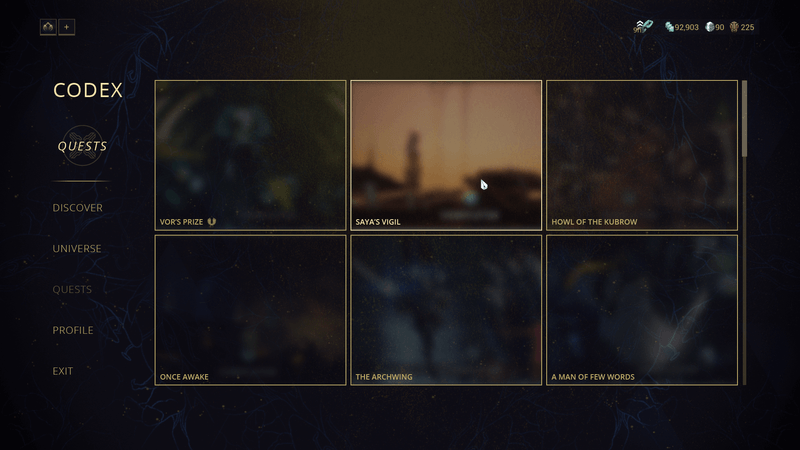 92,903
90
225
CODEX
QUESTS
DISCOVER
UNIVERSE
QUESTS
PROFILE
EXIT
VOR'S PRIZE
SAYA'S VIGIL
HOWL OF THE KUBROW
ONCE AWAKE
THE ARCHWING
A MAN OF FEW WORDS